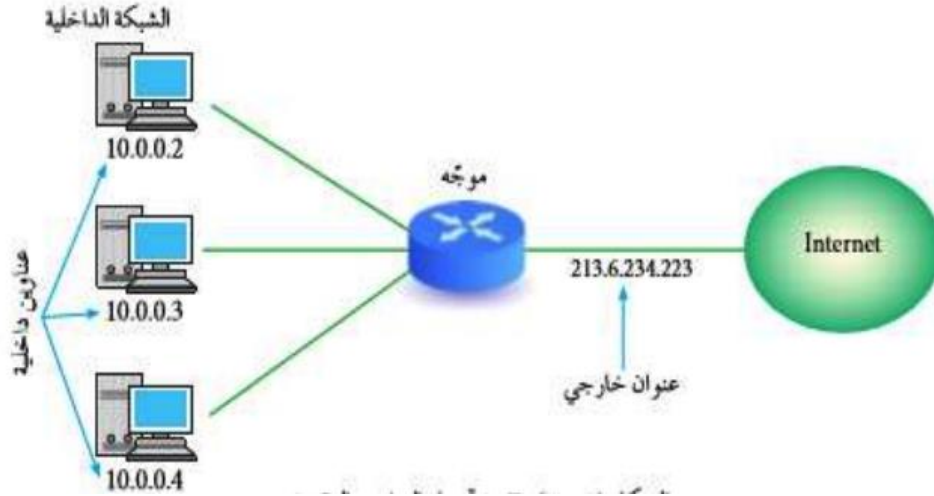 الشبكة الداخلية
10.0.0.2
موجّه
عناوين داخلية
10.0.0.3
213.6.234.223
Internet
عنوان خارجي
10.0.0.4